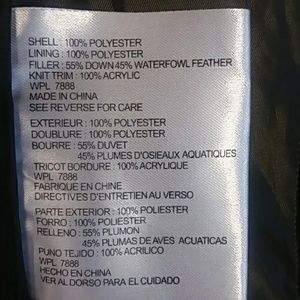 SHELL : 100% POLYESTER
LINING : 100% POLYESTER
FILLER : 55% DOWN 45% WATERFOWL FEATHER
KNIT TRIM : 100% ACRYLIC
WPL 7888
MADE IN CHINA
SEE REVERSE FOR CARE
EXTERIEUR : 100% POLYESTER
DOUBLURE : 100% POLYESTER
BOURRE : 55% DUVET
45% PLUMES D'OSIEAUX AQUATIQUES
TRICOT BORDURE : 100% ACRYLIQUE
WPL 7888
FABRIQUE EN CHINE
DIRECTIVES D'ENTRETIEN AU VERSO
PARTE EXTERIOR : 100% POLIESTER
FORRO : 100% POLIESTER
RELLENO : 55% PLUMON
45% PLUMAS DE AVES ACUATICAS
PUNO TEJIDO : 100% ACRILICO
WPL 7888
HECHO EN CHINA
VER AL DORSO PARA EL CUIDADO